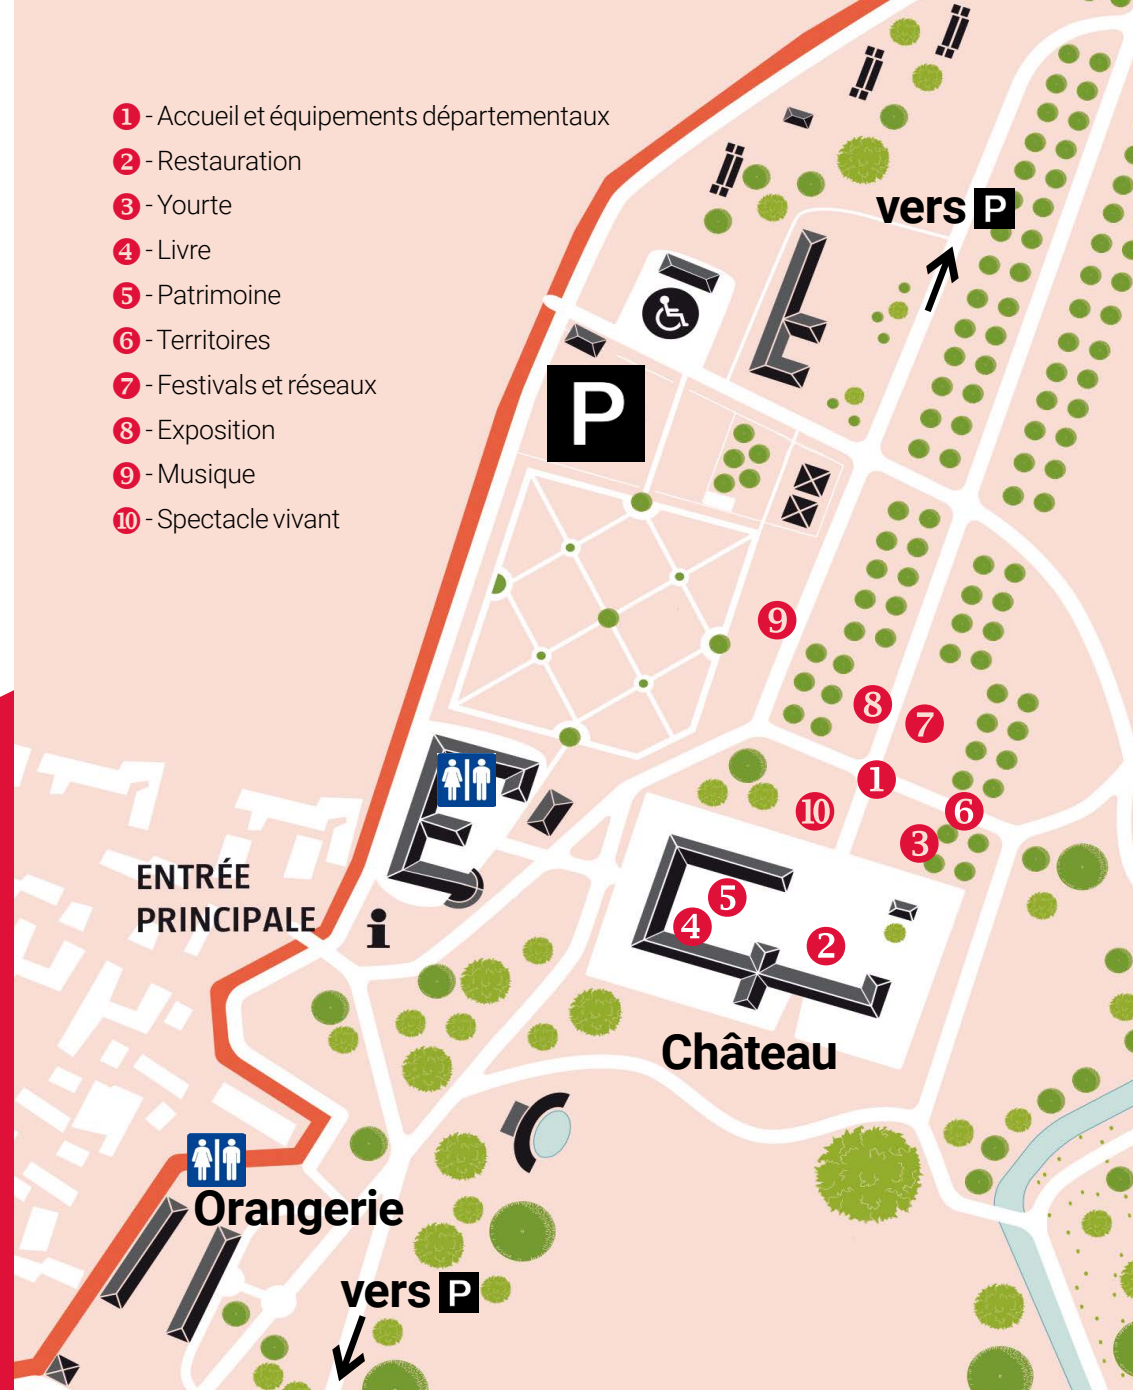 1 - Accueil et équipements départementaux
2 - Restauration
3 - Yourte
4 - Livre
5 - Patrimoine
6 - Territoires
7 - Festivals et réseaux
8 - Exposition
9 - Musique
10 - Spectacle vivant
vers P
P
9
8
7
1
10
6
3
ENTRÉE
PRINCIPALE
i
5
4
2
Château
Orangerie
vers P